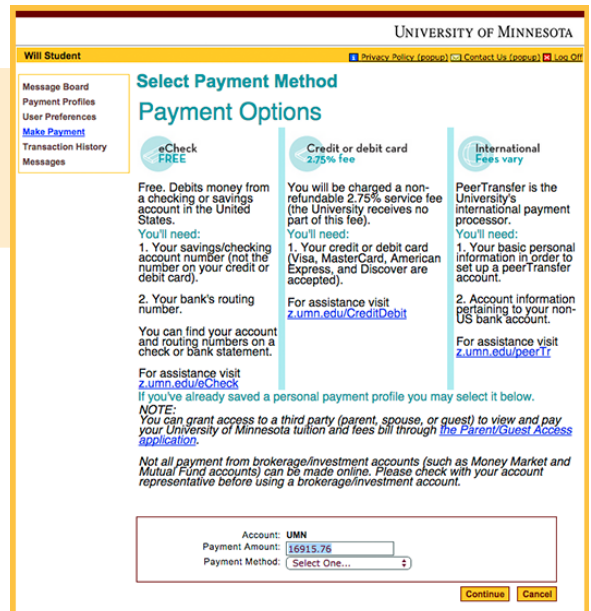 UNIVERSITY OF MINNESOTA
Will Student
Privacy Policy (popup) Contact Us (popup) Log Off
Message Board
Payment Profiles
User Preferences
Make Payment
Transaction History
Messages
Select Payment Method
Payment Options
eCheck
FREE
Free. Debits money from
a checking or savings
account in the United
States.
You'll need:
1. Your savings/checking
account number (not the
number on your credit or
debit card).
2. Your bank's routing
number.
You can find your account
and routing numbers on a
check or bank statement.
For assistance visit
z.umn.edu/eCheck
Credit or debit card
2.75% fee
You will be charged a non-
refundable 2.75% service fee
(the University receives no
part of this fee).
You'll need:
1. Your credit or debit card
(Visa, MasterCard, American
Express, and Discover are
accepted).
For assistance visit
z.umn.edu/CreditDebit
International
Fees vary
PeerTransfer is the
University's
international payment
processor.
You'll need:
1. Your basic personal
information in order to
set up a peerTransfer
account.
2. Account information
pertaining to your non-
US bank account.
For assistance visit
z.umn.edu/peerTr
If you've already saved a personal payment profile you may select it below.
NOTE:
You can grant access to a third party (parent, spouse, or guest) to view and pay
your University of Minnesota tuition and fees bill through the Parent/Guest Access
application.
Not all payment from brokerage/investment accounts (such as Money Market and
Mutual Fund accounts) can be made online. Please check with your account
representative before using a brokerage/investment account.
Account: UMN
Payment Amount: 16915.76
Payment Method: Select One...
Continue Cancel